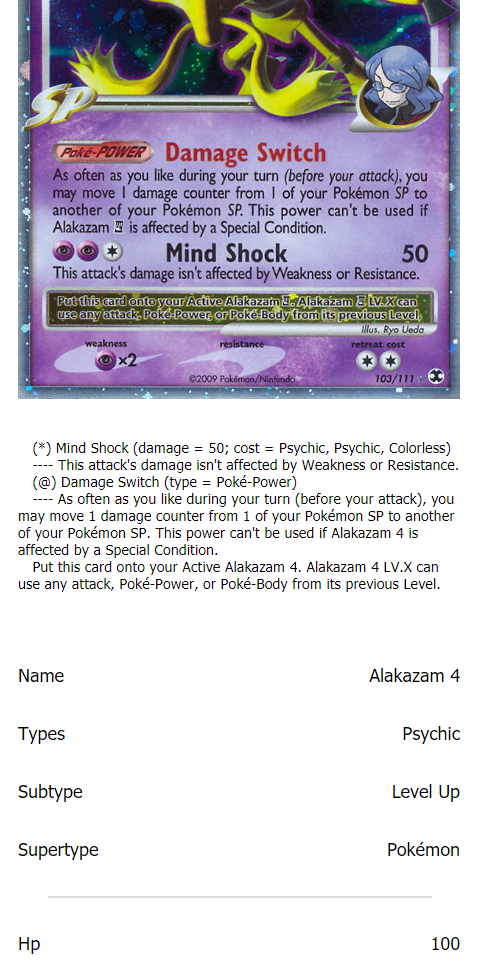 SP
Poké-POWER Damage Switch
As often as you like during your turn (before your attack), you
may move 1 damage counter from 1 of your Pokémon SP to
another of your Pokémon SP. This power can't be used if
Alakazam 4 is affected by a Special Condition.
Mind Shock 50
This attack's damage isn't affected by Weakness or Resistance.
Put this card onto your Active Alakazam 4. Alakazam 4 LV.X can
use any attack, Poké-Power, or Poké-Body from its previous Level.
Illus. Ryo Ueda
weakness resistance retreat cost
×2
©2009 Pokémon/Nintendo 103/111
(*) Mind Shock (damage = 50; cost = Psychic, Psychic, Colorless)
---- This attack's damage isn't affected by Weakness or Resistance.
(@) Damage Switch (type = Poké-Power)
---- As often as you like during your turn (before your attack), you
may move 1 damage counter from 1 of your Pokémon SP to another
of your Pokémon SP. This power can't be used if Alakazam 4 is
affected by a Special Condition.
Put this card onto your Active Alakazam 4. Alakazam 4 LV.X can
use any attack, Poké-Power, or Poké-Body from its previous Level.
Name Alakazam 4
Types Psychic
Subtype Level Up
Supertype Pokémon
Hp 100